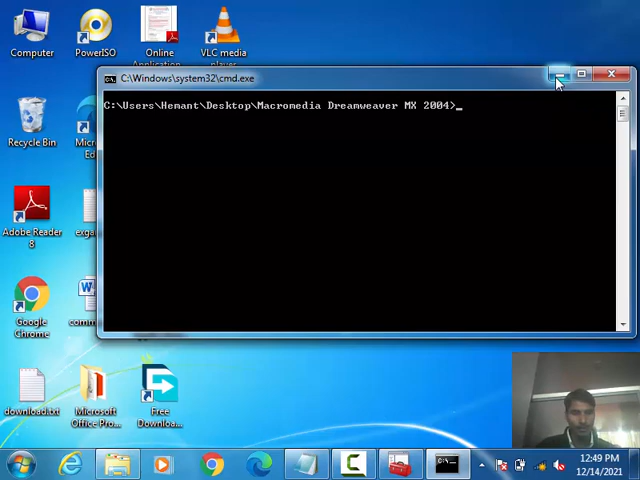 Computer
PowerISO
Online
Application
VLC media
player
C:\Windows\system32\cmd.exe
C:\Users\Hemant\Desktop\Macromedia Dreamweaver MX 2004>_
Recycle Bin
Adobe Reader
8
Google
Chrome
download.txt
Microsoft
Office Pro...
Free
Downloa...
12:49 PM
12/14/2021